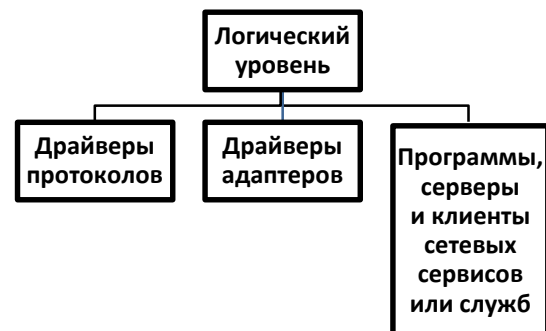 Логический
уровень
Драйверы
протоколов
Драйверы
адаптеров
Программы,
серверы
и клиенты
сетевых
сервисов
или служб